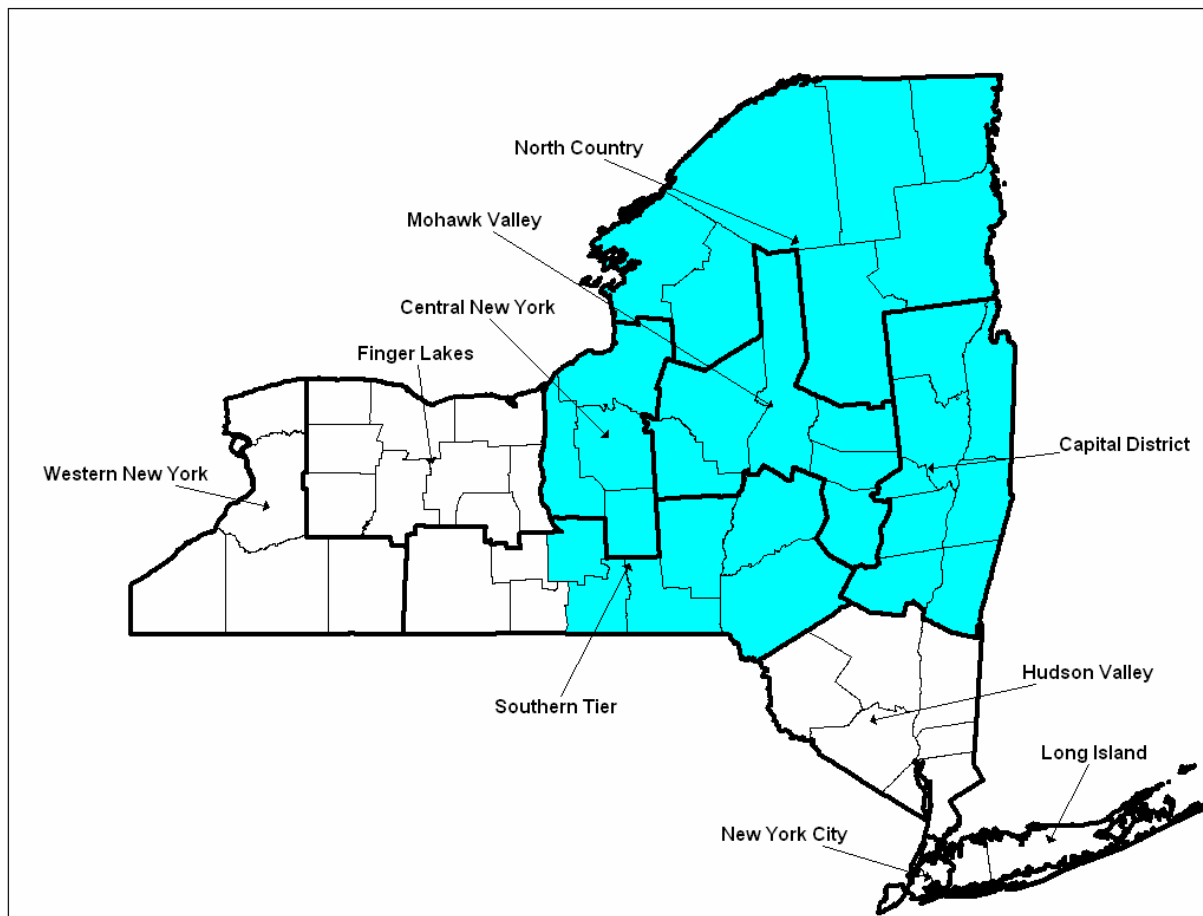 North Country
Mohawk Valley
Central New York
Finger Lakes
Western New York
Capital District
Southern Tier
Hudson Valley
Long Island
New York City